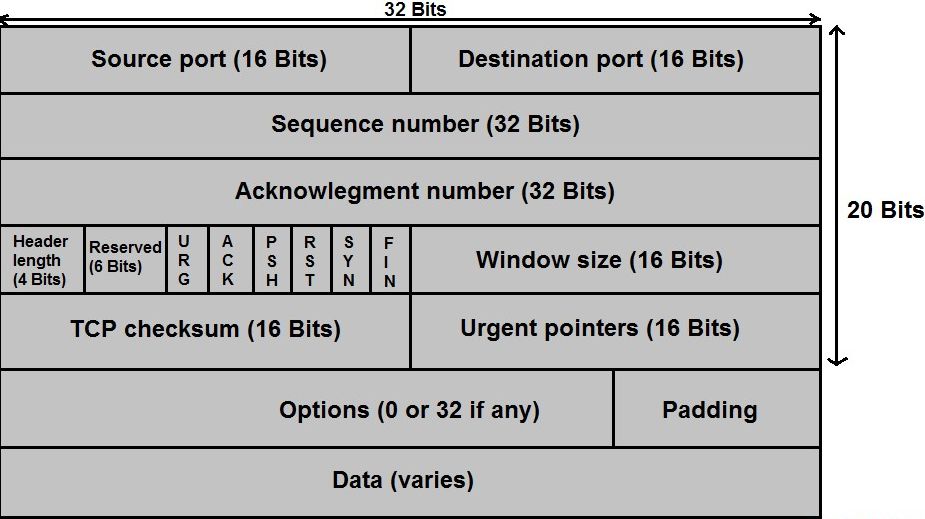 32 Bits
Source port (16 Bits)
Destination port (16 Bits)
Sequence number (32 Bits)
Acknowlegment number (32 Bits)
20 Bits
Header
length
(4 Bits)
Reserved
(6 Bits)
URG
ACK
PSH
RST
SYN
FIN
Window size (16 Bits)
TCP checksum (16 Bits)
Urgent pointers (16 Bits)
Options (0 or 32 if any)
Padding
Data (varies)